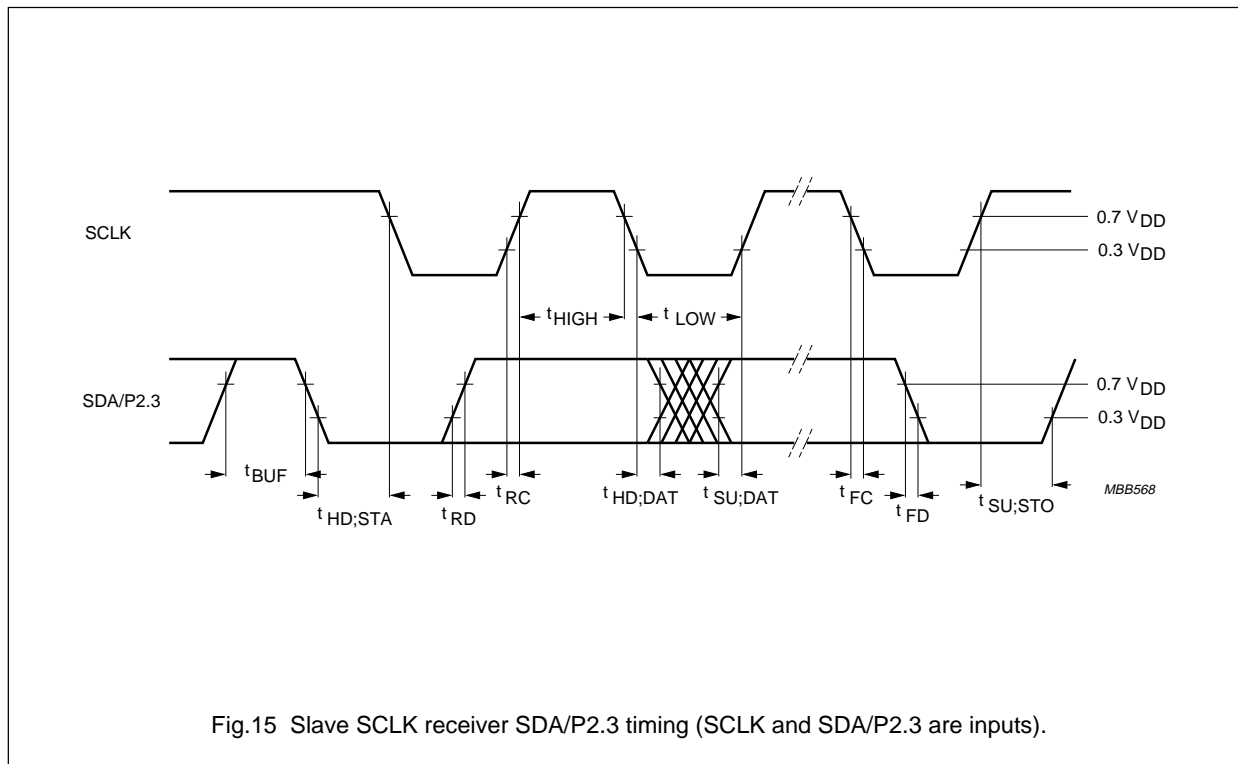 SCLK
0.7 VDD
0.3 VDD
tHIGH
tLOW
SDA/P2.3
0.7 VDD
0.3 VDD
tBUF
tHD;STA
tRD
tRC
tHD;DAT
tSU;DAT
tFC
tFD
tSU;STO
MBB568
Fig.15 Slave SCLK receiver SDA/P2.3 timing (SCLK and SDA/P2.3 are inputs).